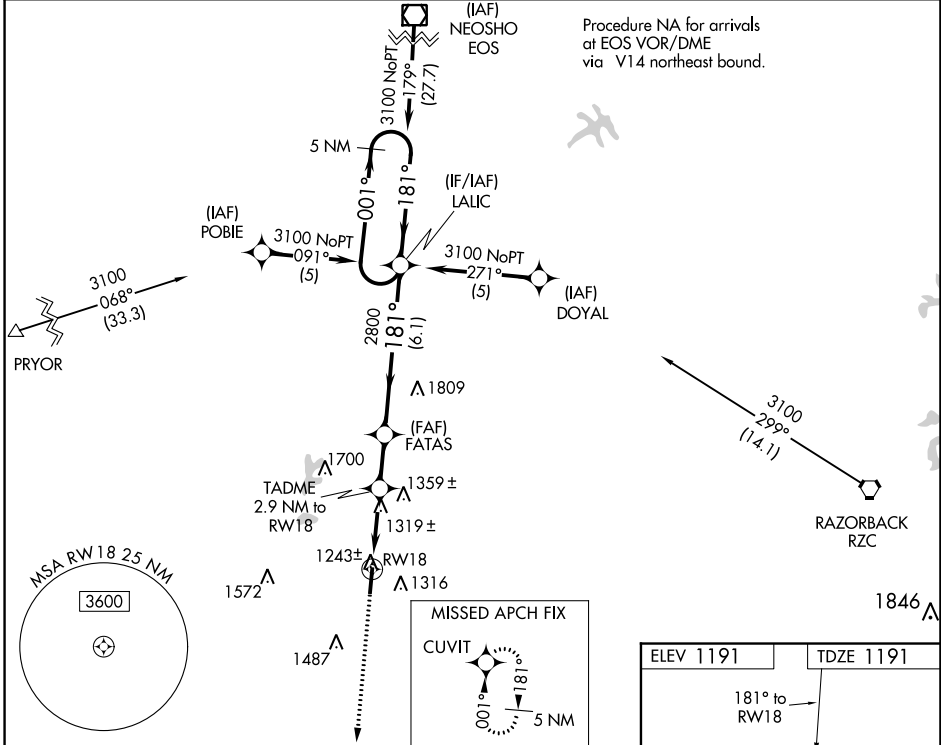 (IAF)
NEOSHO
EOS
Procedure NA for arrivals
at EOS VOR/DME
via V14 northeast bound.
3100 NoPT
179°
(27.7)
5 NM
001°
181°
(IF/IAF)
LALIC
(IAF)
POBIE
3100 NoPT
091°
(5)
3100 NoPT
271°
(5)
(IAF)
DOYAL
3100
068°
(33.3)
PRYOR
2800
181°
(6.1)
1809
(FAF)
FATAS
3100
299°
(14.1)
RAZORBACK
RZC
1700
TADME
2.9 NM to
RW18
1359 ±
1319 ±
1243±
RW18
1316
1572
1487
1846
MSA RW18 25 NM
3600
MISSED APCH FIX
CUVIT
001°
181°
5 NM
ELEV 1191
TDZE 1191
181° to
RW18